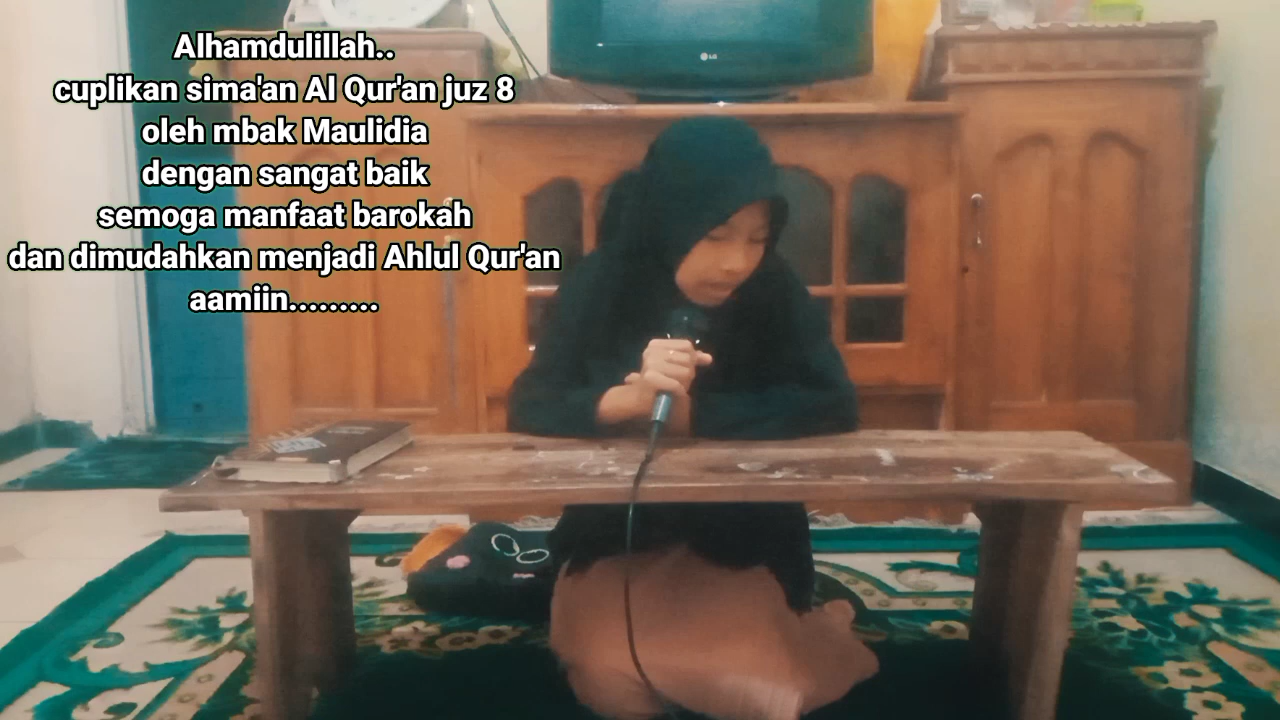 Alhamdulillah..
cuplikan sima'an Al Qur'an juz 8
oleh mbak Maulidia
dengan sangat baik
semoga manfaat barokah
dan dimudahkan menjadi Ahlul Qur'an
aamiin.........
LG